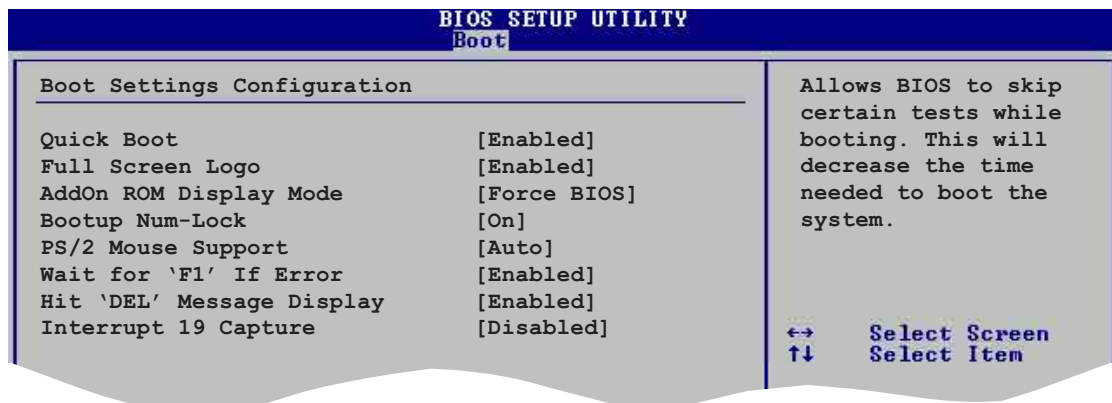 BIOS SETUP UTILITY
Boot
Boot Settings Configuration
Quick Boot [Enabled]
Full Screen Logo [Enabled]
AddOn ROM Display Mode [Force BIOS]
Bootup Num-Lock [On]
PS/2 Mouse Support [Auto]
Wait for ‘F1’ If Error [Enabled]
Hit ‘DEL’ Message Display [Enabled]
Interrupt 19 Capture [Disabled]
Allows BIOS to skip
certain tests while
booting. This will
decrease the time
needed to boot the
system.
↔ Select Screen
↑↓ Select Item